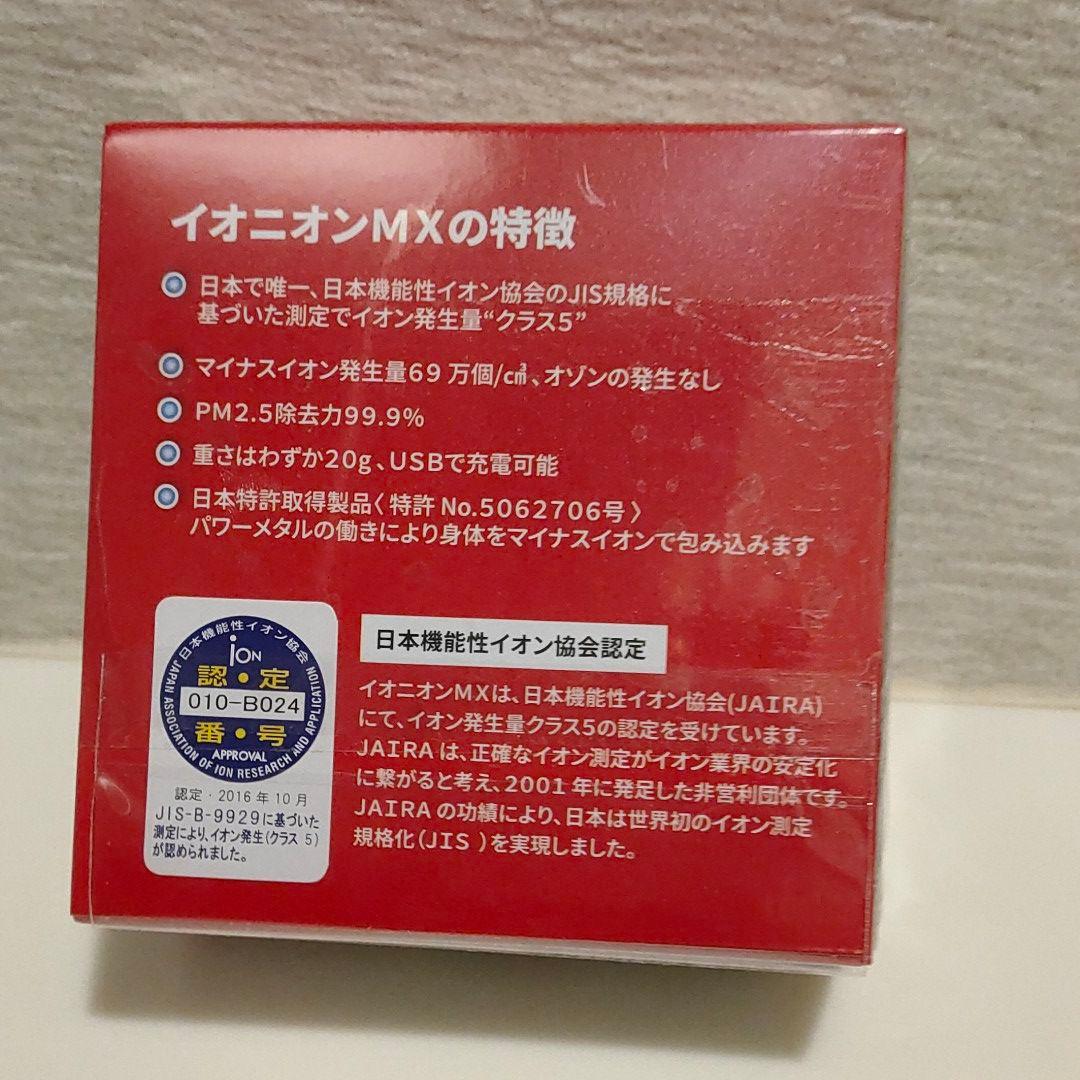 イオニオンMXの特徴
日本で唯一、日本機能性イオン協会のJIS規格に
基づいた測定でイオン発生量“クラス5”
マイナスイオン発生量69万個/c㎥、オゾンの発生なし
PM2.5除去力99.9%
重さはわずか20g、USBで充電可能
日本特許取得製品〈 特許 No.5062706号 〉
パワーメタルの働きにより身体をマイナスイオンで包み込みます
日本機能性イオン協会
ION
認・定
010-B024
番・号
APPROVAL
JAPAN ASSOCIATION OF ION RESEARCH AND APPLICATION
認定・2016年10月
JIS-B-9929に基づいた
測定により、イオン発生(クラス 5)
が認められました。
日本機能性イオン協会認定
イオニオンMXは、日本機能性イオン協会(JAIRA)
にて、イオン発生量クラス5の認定を受けています。
JAIRAは、正確なイオン測定がイオン業界の安定化
に繋がると考え、2001年に発足した非営利団体です。
JAIRAの功績により、日本は世界初のイオン測定
規格化(JIS )を実現しました。